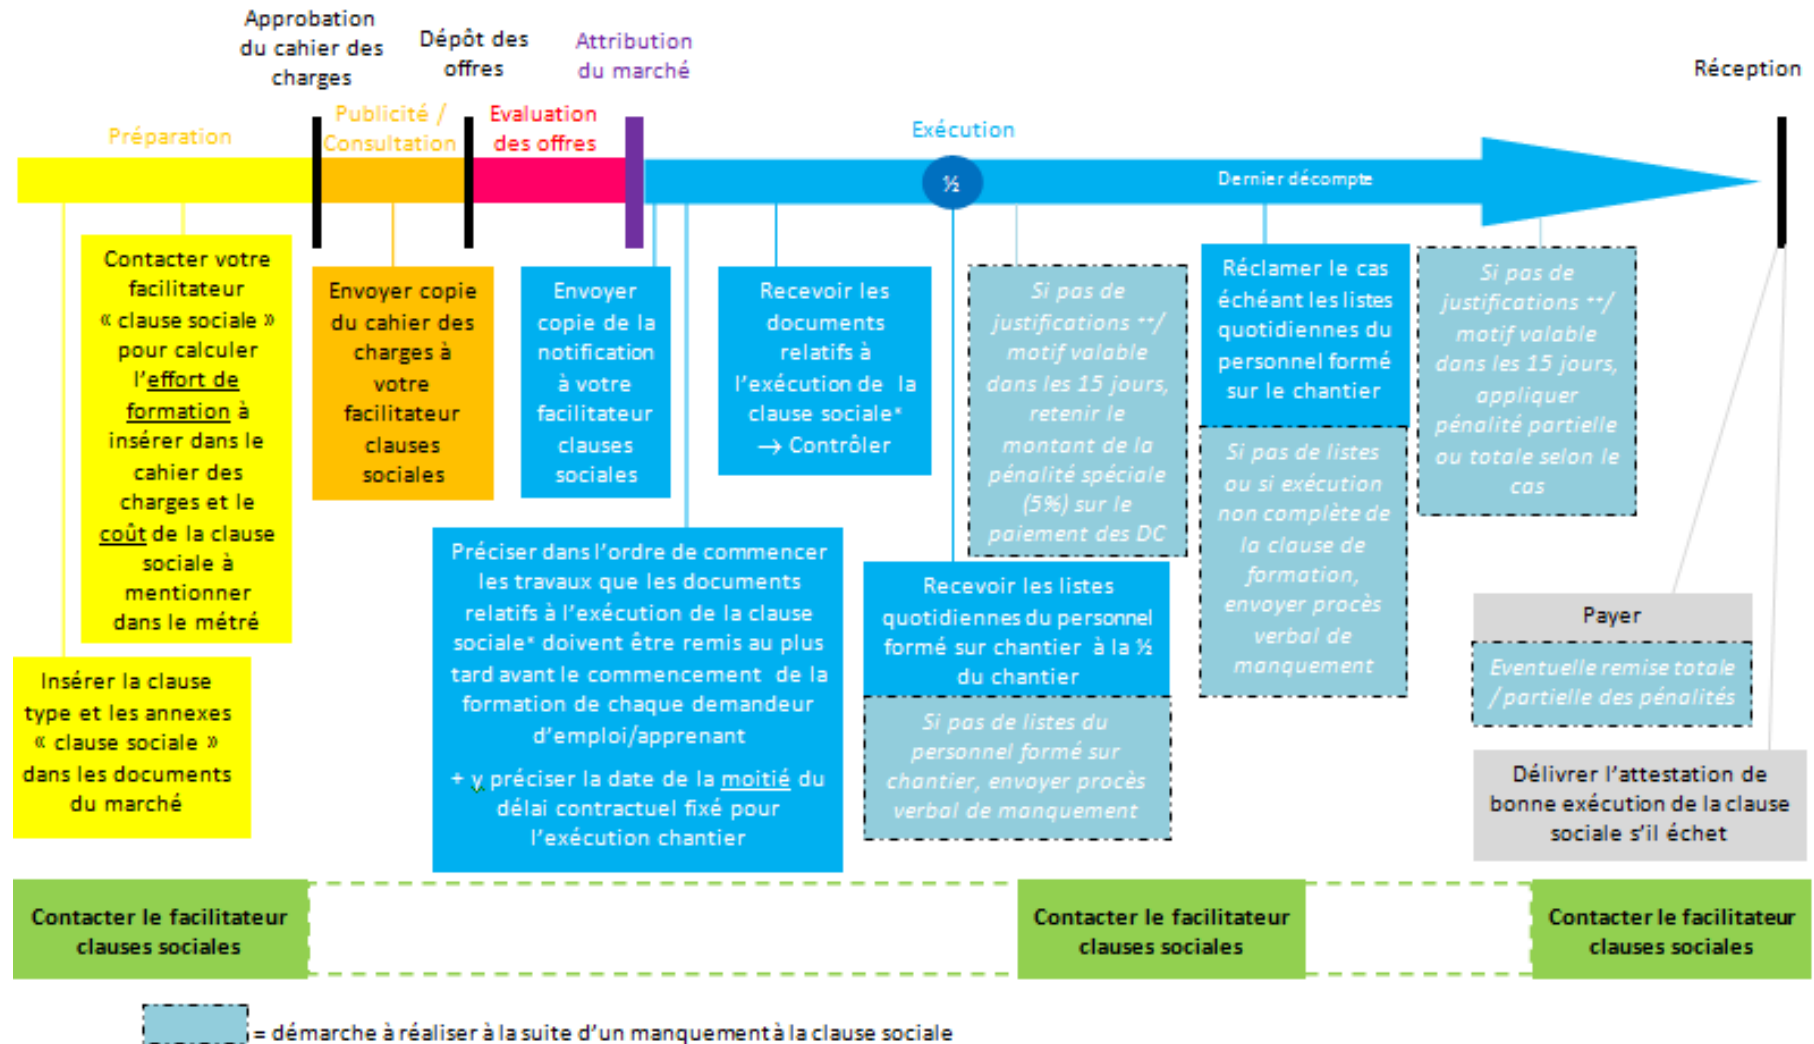 Approbation
du cahier des
charges
Dépôt des
offres
Attribution
du marché
Réception
Préparation
Publicité /
Consultation
Evaluation
des offres
Exécution
½
Dernier décompte
Contacter votre
facilitateur
« clause sociale »
pour calculer
l'effort de
formation à
insérer dans le
cahier des
charges et le
coût de la clause
sociale à
mentionner
dans le métré
Insérer la clause
type et les annexes
« clause sociale »
dans les documents
du marché
Envoyer copie
du cahier des
charges à
votre
facilitateur
clauses
sociales
Envoyer
copie de la
notification
à votre
facilitateur
clauses
sociales
Préciser dans l'ordre de commencer
les travaux que les documents
relatifs à l'exécution de la clause
sociale* doivent être remis au plus
tard avant le commencement de la
formation de chaque demandeur
d'emploi/apprenant
+ y préciser la date de la moitié du
délai contractuel fixé pour
l'exécution chantier
Recevoir les
documents
relatifs à
l'exécution de la
clause sociale*
→ Contrôler
Recevoir les listes
quotidiennes du personnel
formé sur chantier à la ½
du chantier
Si pas de listes du
personnel formé sur
chantier, envoyer procès
verbal de manquement
Si pas de
justifications **/
motif valable
dans les 15 jours,
retenir le
montant de la
pénalité spéciale
(5%) sur le
paiement des DC
Réclamer le cas
échéant les listes
quotidiennes du
personnel formé
sur le chantier
Si pas de listes
ou si exécution
non complète de
la clause de
formation,
envoyer procès
verbal de
manquement
Si pas de
justifications **/
motif valable
dans les 15 jours,
appliquer
pénalité partielle
ou totale selon le
cas
Payer
Eventuelle remise totale
/ partielle des pénalités
Délivrer l'attestation de
bonne exécution de la clause
sociale s'il échet
Contacter le facilitateur
clauses sociales
Contacter le facilitateur
clauses sociales
Contacter le facilitateur
clauses sociales
= démarche à réaliser à la suite d'un manquement à la clause sociale